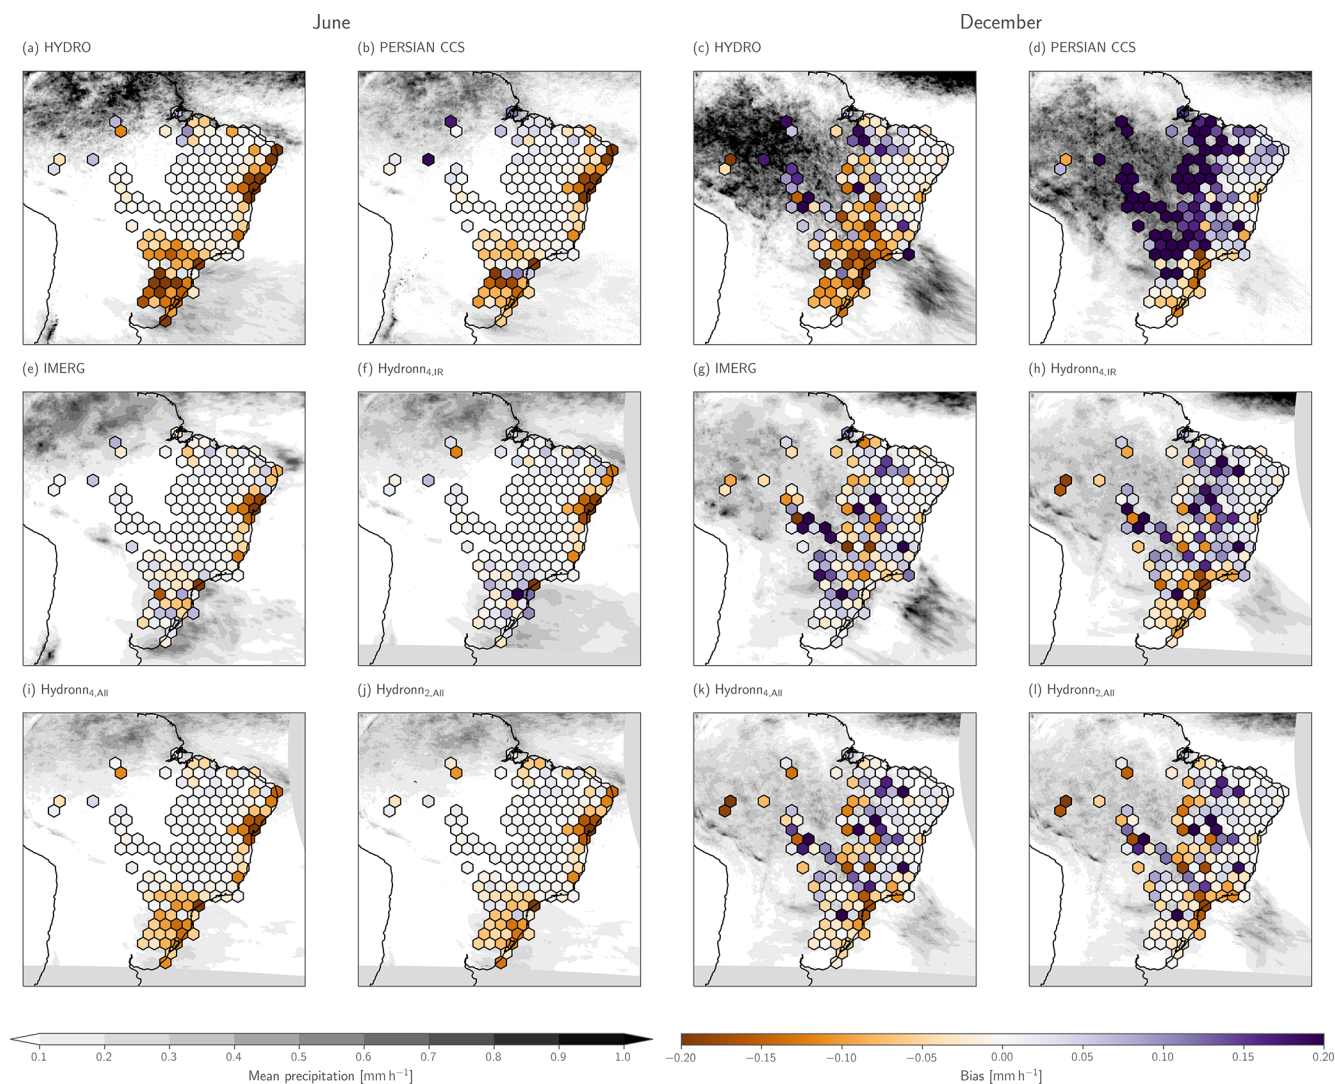 June
December
(a) HYDRO
(b) PERSIAN CCS
(c) HYDRO
(d) PERSIAN CCS
(e) IMERG
(f) Hydronn4,IR
(g) IMERG
(h) Hydronn4,IR
(i) Hydronn4,All
(j) Hydronn2,All
(k) Hydronn4,All
(l) Hydronn2,All
0.1 0.2 0.3 0.4 0.5 0.6 0.7 0.8 0.9 1.0
Mean precipitation [mm h⁻¹]
−0.20 −0.15 −0.10 −0.05 0.00 0.05 0.10 0.15 0.20
Bias [mm h⁻¹]